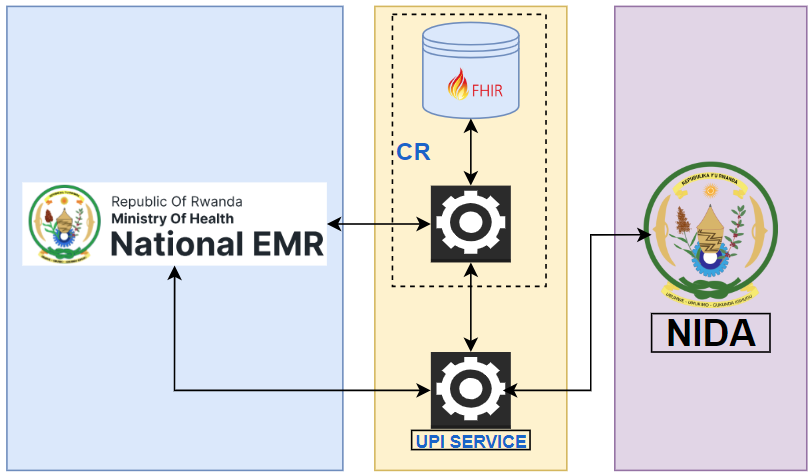 FHIR
CR
Republic Of Rwanda
Ministry Of Health
National EMR
REPUBULIKA Y'U RWANDA
NIDA
UPI SERVICE